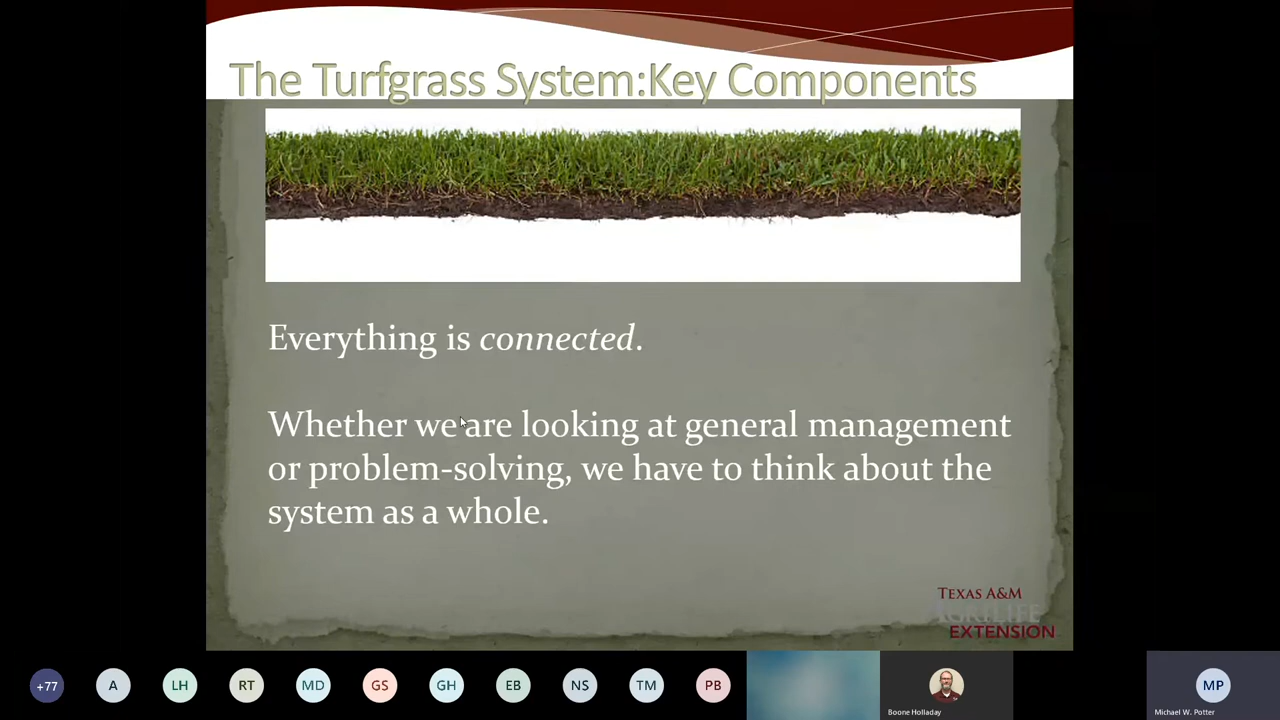 The Turfgrass System:Key Components
Everything is connected.
Whether we are looking at general management
or problem-solving, we have to think about the
system as a whole.
TEXAS A&M
AGRILIFE
EXTENSION
+77
A
LH
RT
MD
GS
GH
EB
NS
TM
PB
Boone Holladay
MP
Michael W. Potter